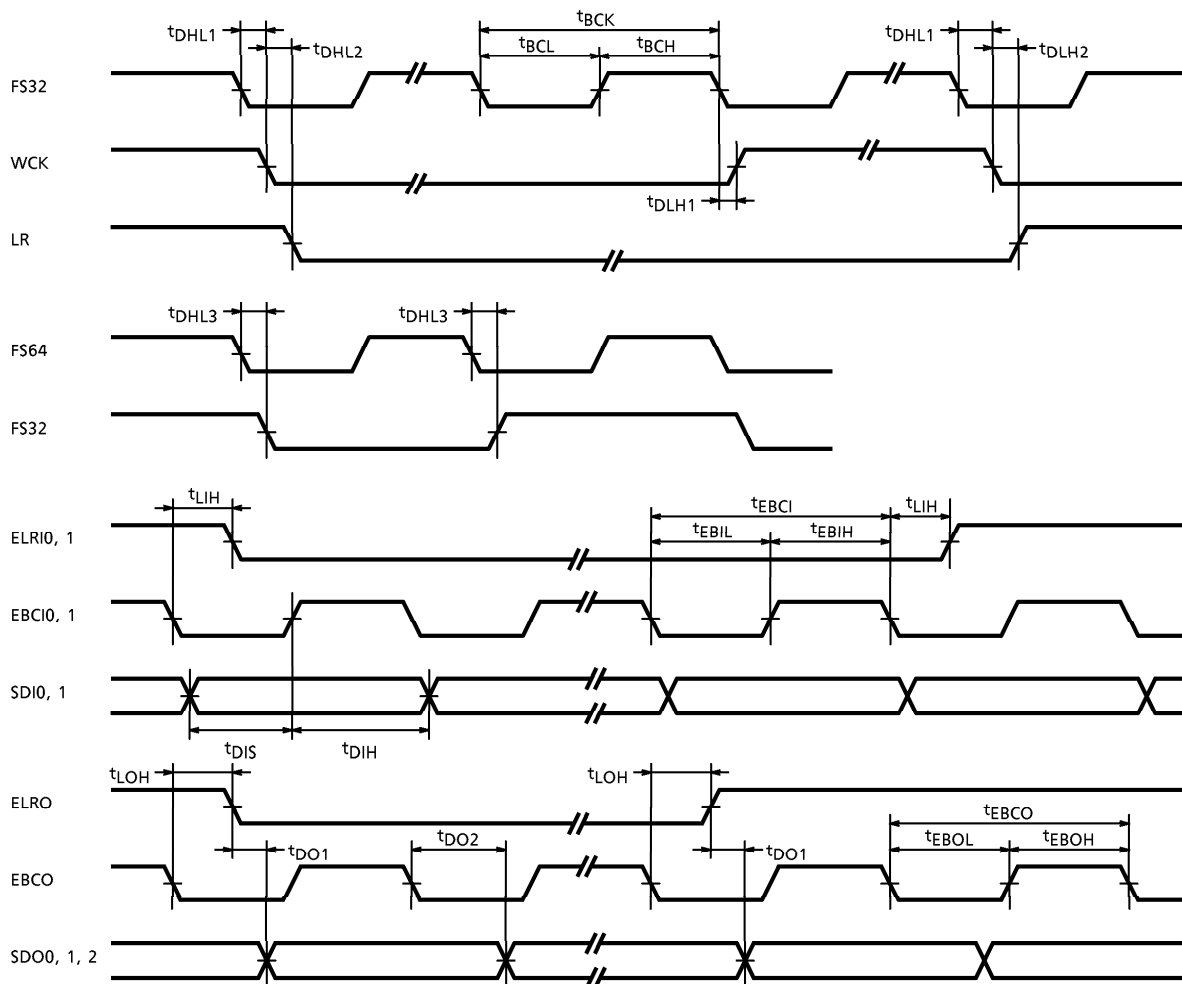 tBCK
tDHL1
tDHL2
tBCL
tBCH
tDHL1
tDLH2
FS32
WCK
tDLH1
LR
tDHL3
tDHL3
FS64
FS32
tLIH
tEBCI
tLIH
tEBIL
tEBIH
ELRI0, 1
EBCI0, 1
SDI0, 1
tDIS
tDIH
tLOH
tLOH
ELRO
tEBCO
tDO1
tDO2
tDO1
tEBOL
tEBOH
EBCO
SDO0, 1, 2